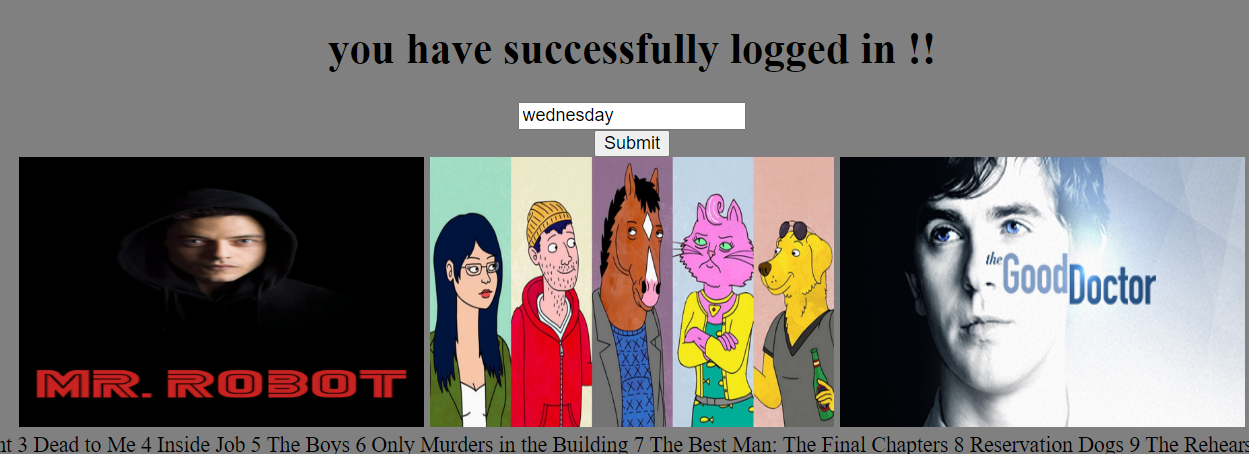 you have successfully logged in !!
wednesday
Submit
MR. ROBOT
the Good Doctor
3 Dead to Me 4 Inside Job 5 The Boys 6 Only Murders in the Building 7 The Best Man: The Final Chapters 8 Reservation Dogs 9 The